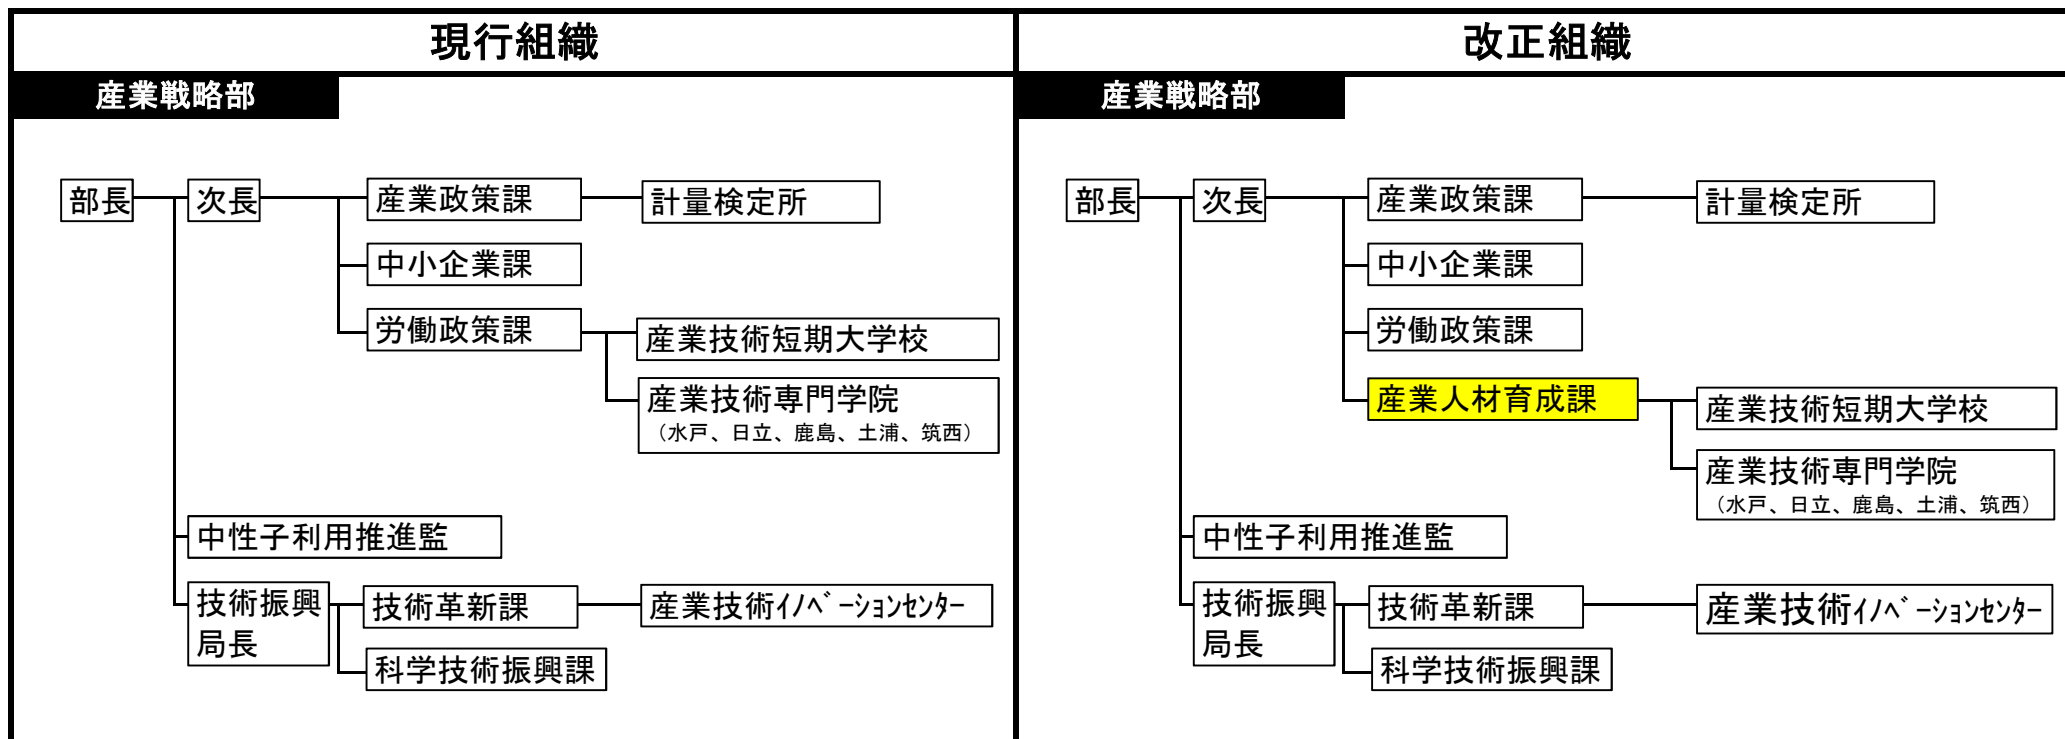 現行組織
産業戦略部
部長
次長
産業政策課
計量検定所
中小企業課
労働政策課
産業技術短期大学校
産業技術専門学院
（水戸、日立、鹿島、土浦、筑西）
中性子利用推進監
技術振興
局長
技術革新課
産業技術ｲﾉﾍﾞｰｼｮﾝｾﾝﾀｰ
科学技術振興課
改正組織
産業戦略部
部長
次長
産業政策課
計量検定所
中小企業課
労働政策課
産業人材育成課
産業技術短期大学校
産業技術専門学院
（水戸、日立、鹿島、土浦、筑西）
中性子利用推進監
技術振興
局長
技術革新課
産業技術ｲﾉﾍﾞｰｼｮﾝｾﾝﾀｰ
科学技術振興課